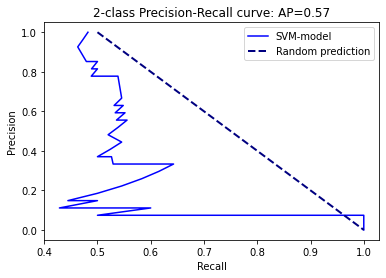 2-class Precision-Recall curve: AP=0.57
SVM-model
Random prediction
Precision
1.0
0.8
0.6
0.4
0.2
0.0
0.4
0.5
0.6
0.7
0.8
0.9
1.0
Recall